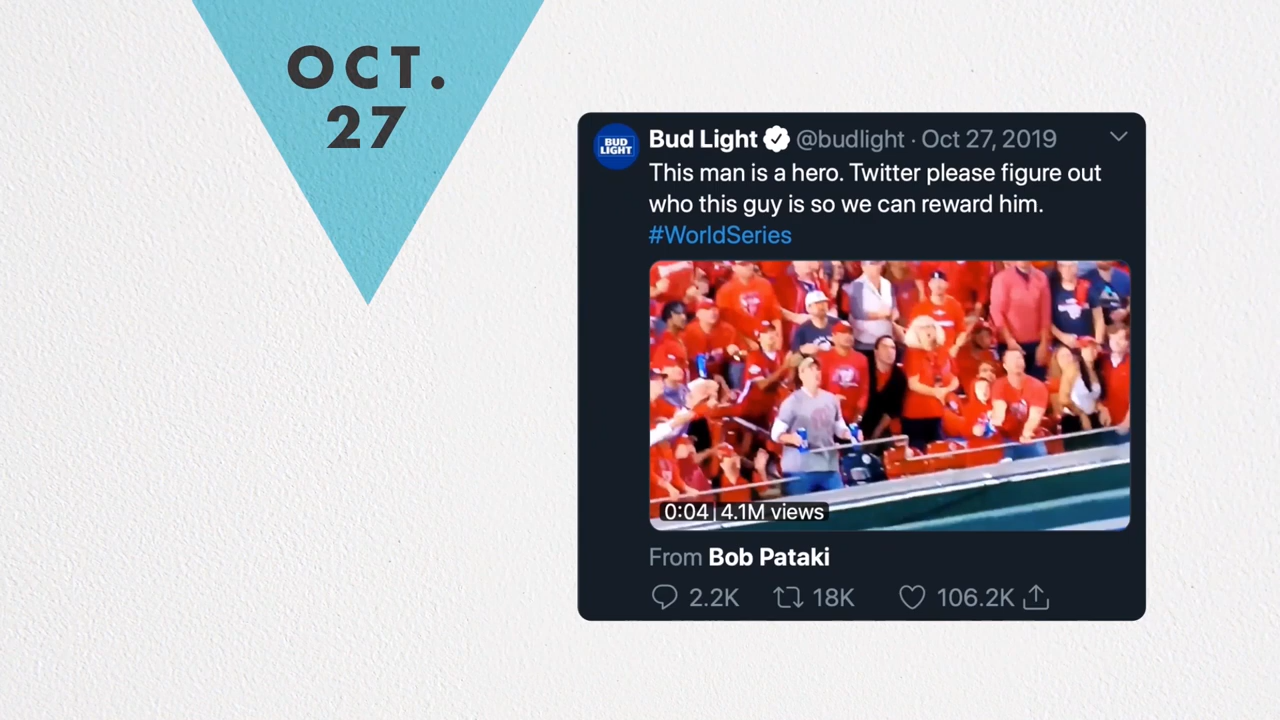 OCT.
27
BUD
LIGHT
Bud Light @budlight · Oct 27, 2019
This man is a hero. Twitter please figure out
who this guy is so we can reward him.
#WorldSeries
0:04 | 4.1M views
From Bob Pataki
2.2K 18K 106.2K